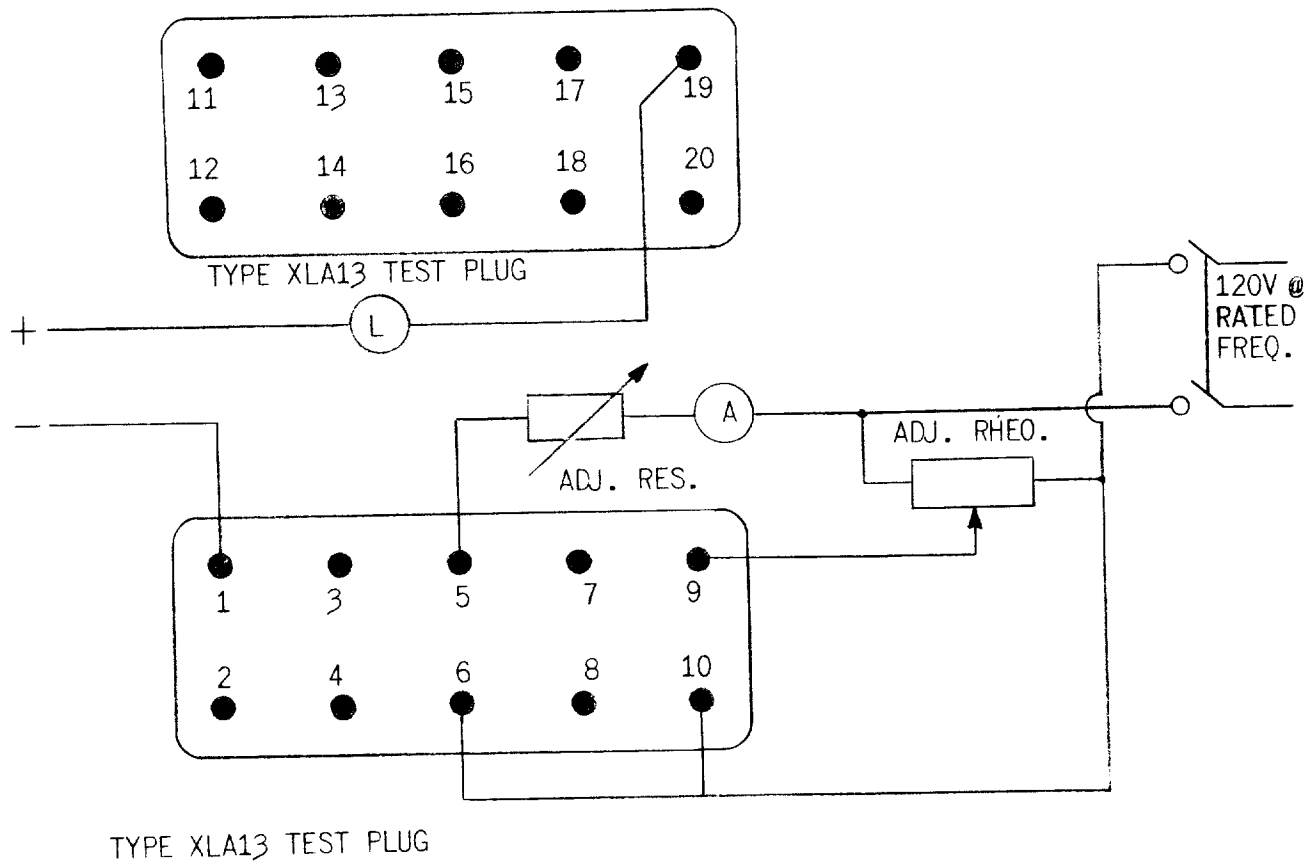 11 13 15 17 19
12 14 16 18 20
TYPE XLA13 TEST PLUG
+
L
120V @
RATED
FREQ.
-
A
ADJ. RHEO.
ADJ. RES.
1 3 5 7 9
2 4 6 8 10
TYPE XLA13 TEST PLUG